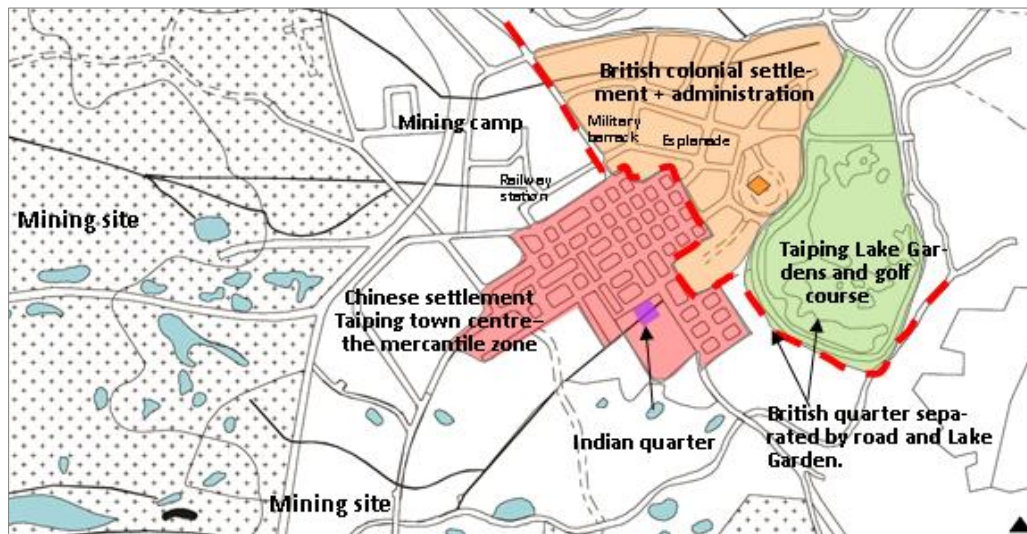 British colonial settle-
ment + administration
Mining camp
Military
barrack
Esplanade
Railway
station
Mining site
Taiping Lake Gar-
dens and golf
course
Chinese settlement
Taiping town centre–
the mercantile zone
British quarter sepa-
rated by road and Lake
Garden.
Indian quarter
Mining site